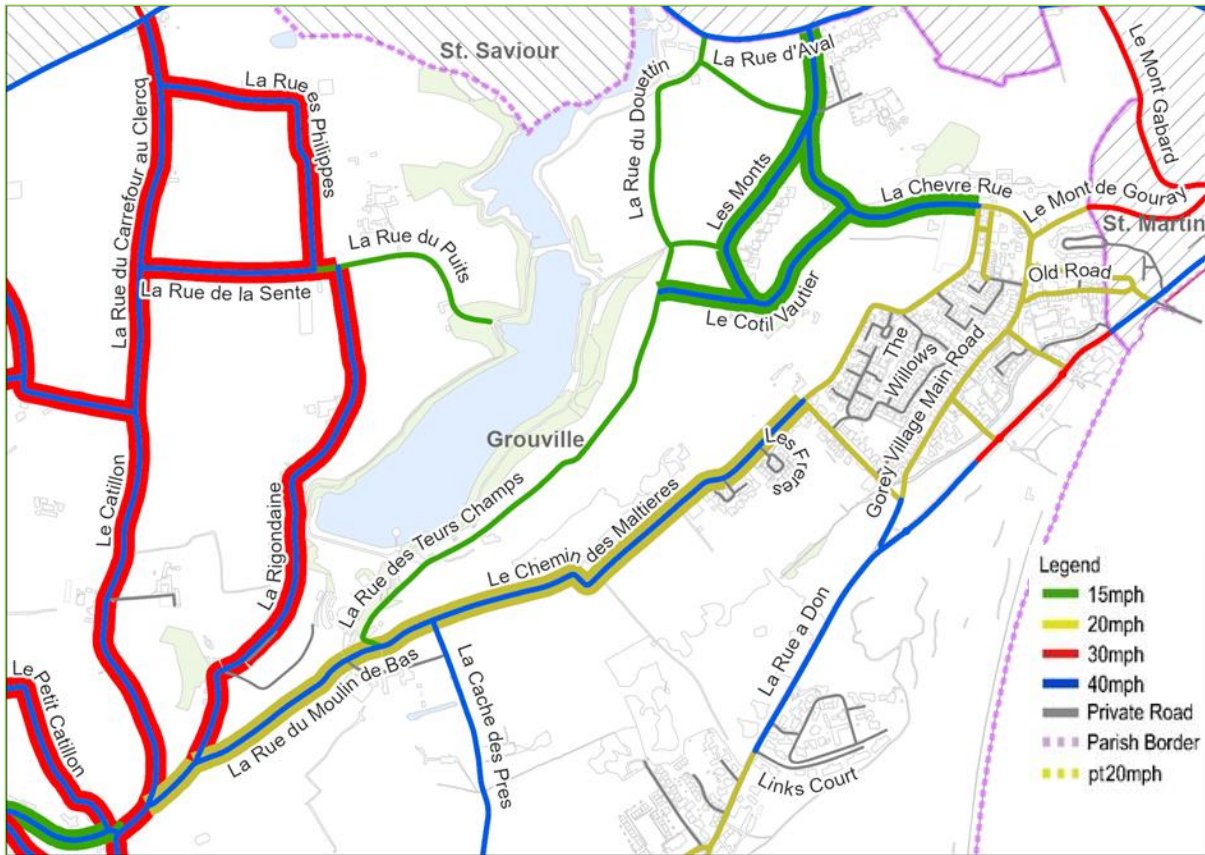 St. Saviour
La Rue d'Aval
Le Mont Gabard
La Rue es Philippes
La Rue du Carrefour au Clercq
La Rue du Douettin
Les Monts
La Chevre Rue
Le Mont de Gouray
St. Martin
La Rue du Puits
La Rue de la Sente
Old Road
Le Cotil Vautier
The Willows
Gorey Village Main Road
Grouville
Les Freres
Le Catillon
La Rigondaine
La Rue des Teurs Champs
Le Chemin des Maltieres
La Rue a Don
Le Petit Catillon
La Rue du Moulin de Bas
La Cache des Pres
Links Court
Legend
15mph
20mph
30mph
40mph
Private Road
Parish Border
pt20mph